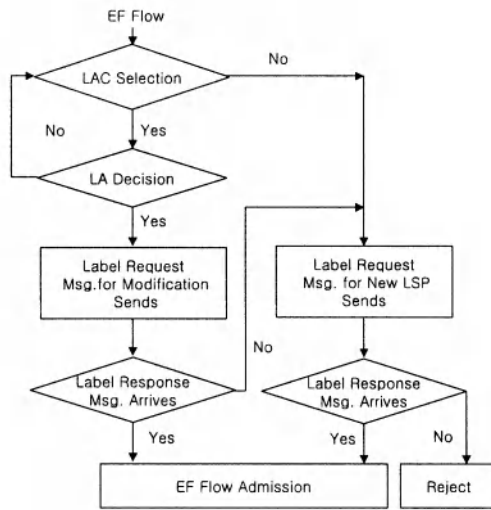 EF Flow
LAC Selection
No
No
Yes
LA Decision
Yes
Label Request
Msg.for Modification
Sends
Label Request
Msg. for New LSP
Sends
No
Label Response
Msg. Arrives
Label Response
Msg. Arrives
Yes
Yes
No
EF Flow Admission
Reject